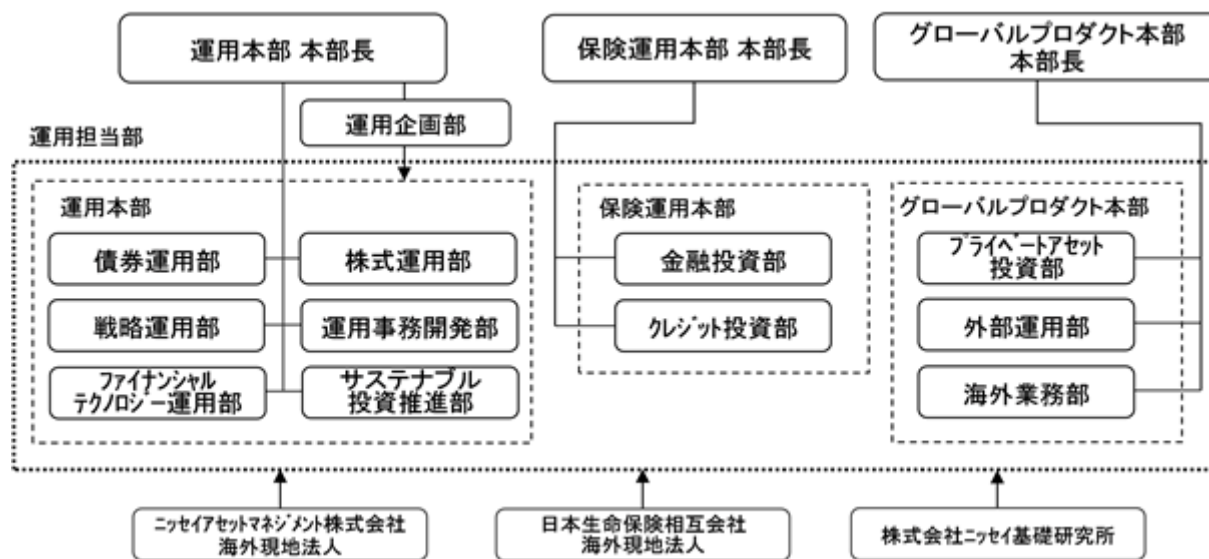 運用本部 本部長
保険運用本部 本部長
グローバルプロダクト本部
本部長
運用企画部
運用担当部
運用本部
債券運用部
株式運用部
戦略運用部
運用事務開発部
ファイナンシャル
テクノロジー運用部
サステナブル
投資推進部
保険運用本部
金融投資部
クレジット投資部
グローバルプロダクト本部
プライベートアセット
投資部
外部運用部
海外業務部
ニッセイアセットマネジメント株式会社
海外現地法人
日本生命保険相互会社
海外現地法人
株式会社ニッセイ基礎研究所